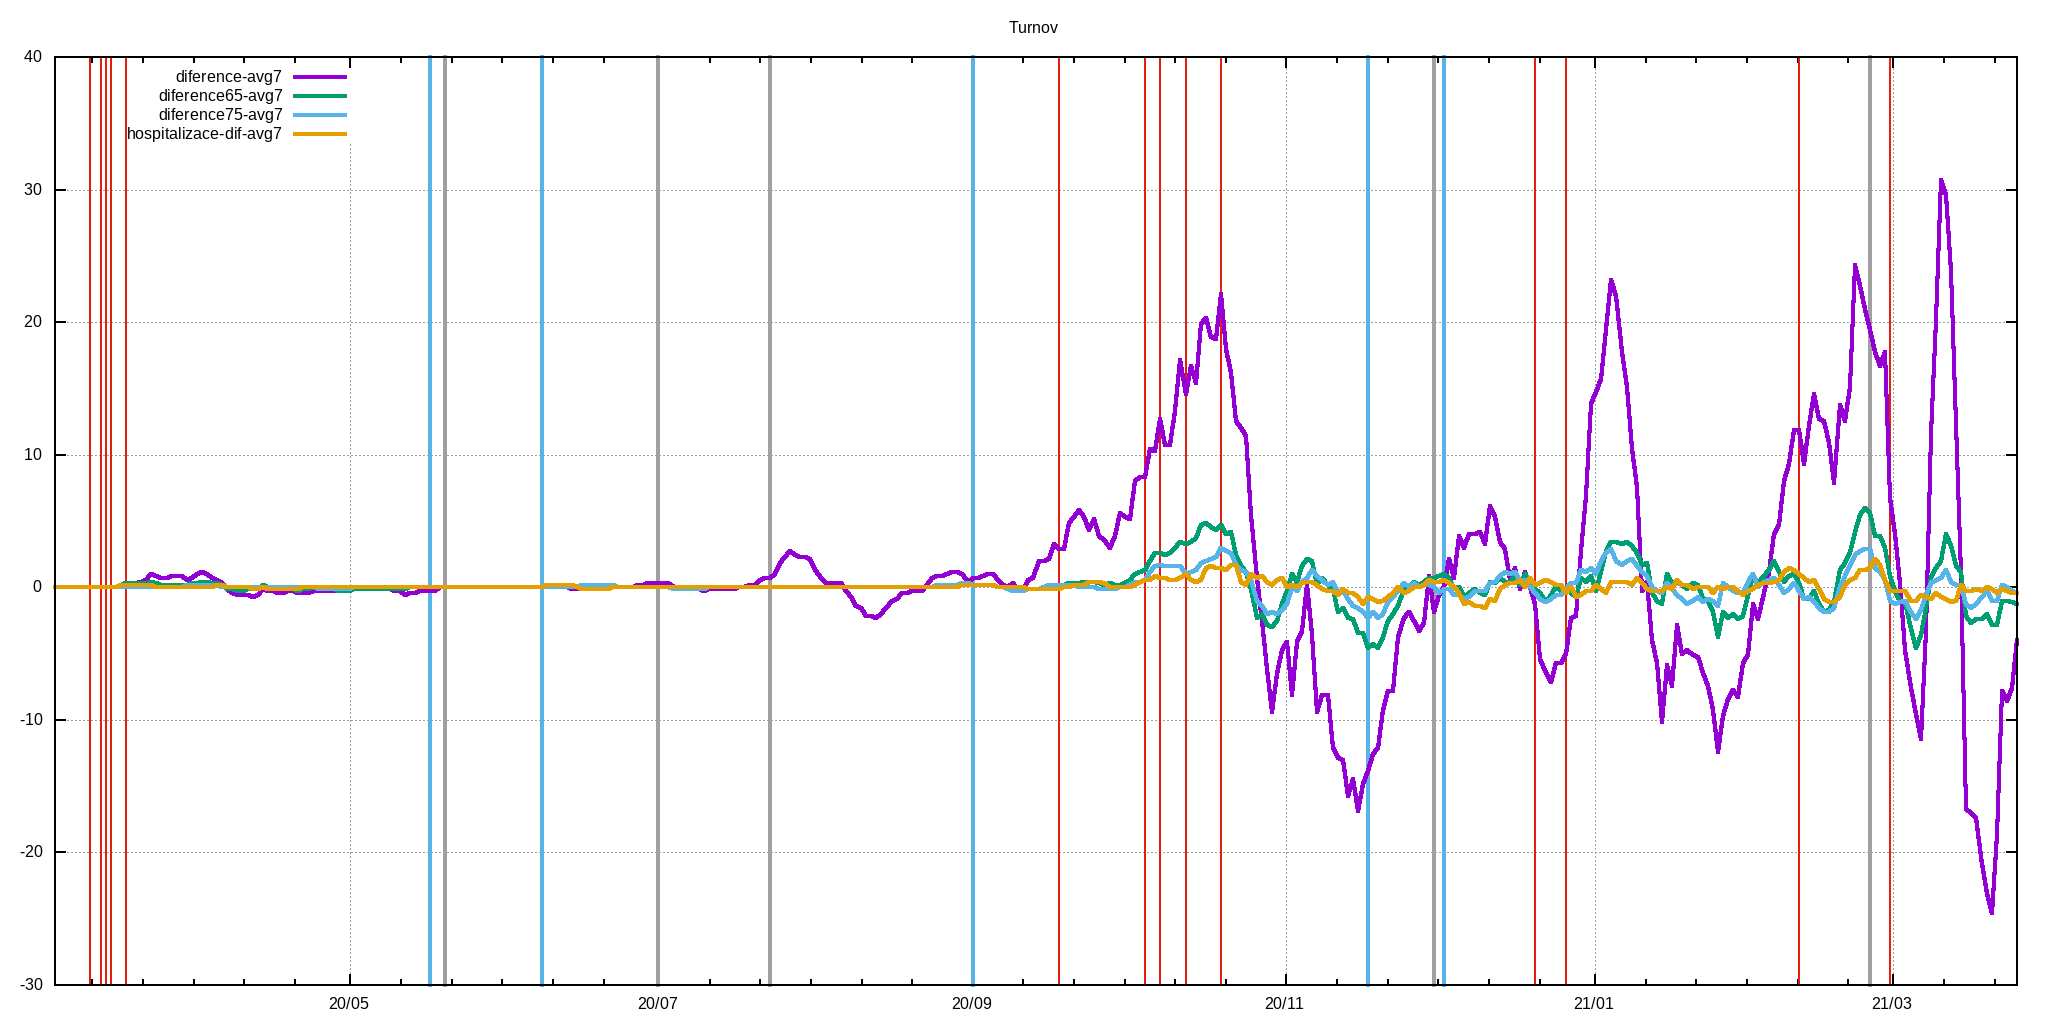 Turnov
diference-avg7
diference65-avg7
diference75-avg7
hospitalizace-dif-avg7
40
30
20
10
0
-10
-20
-30
20/05 20/07 20/09 20/11 21/01 21/03